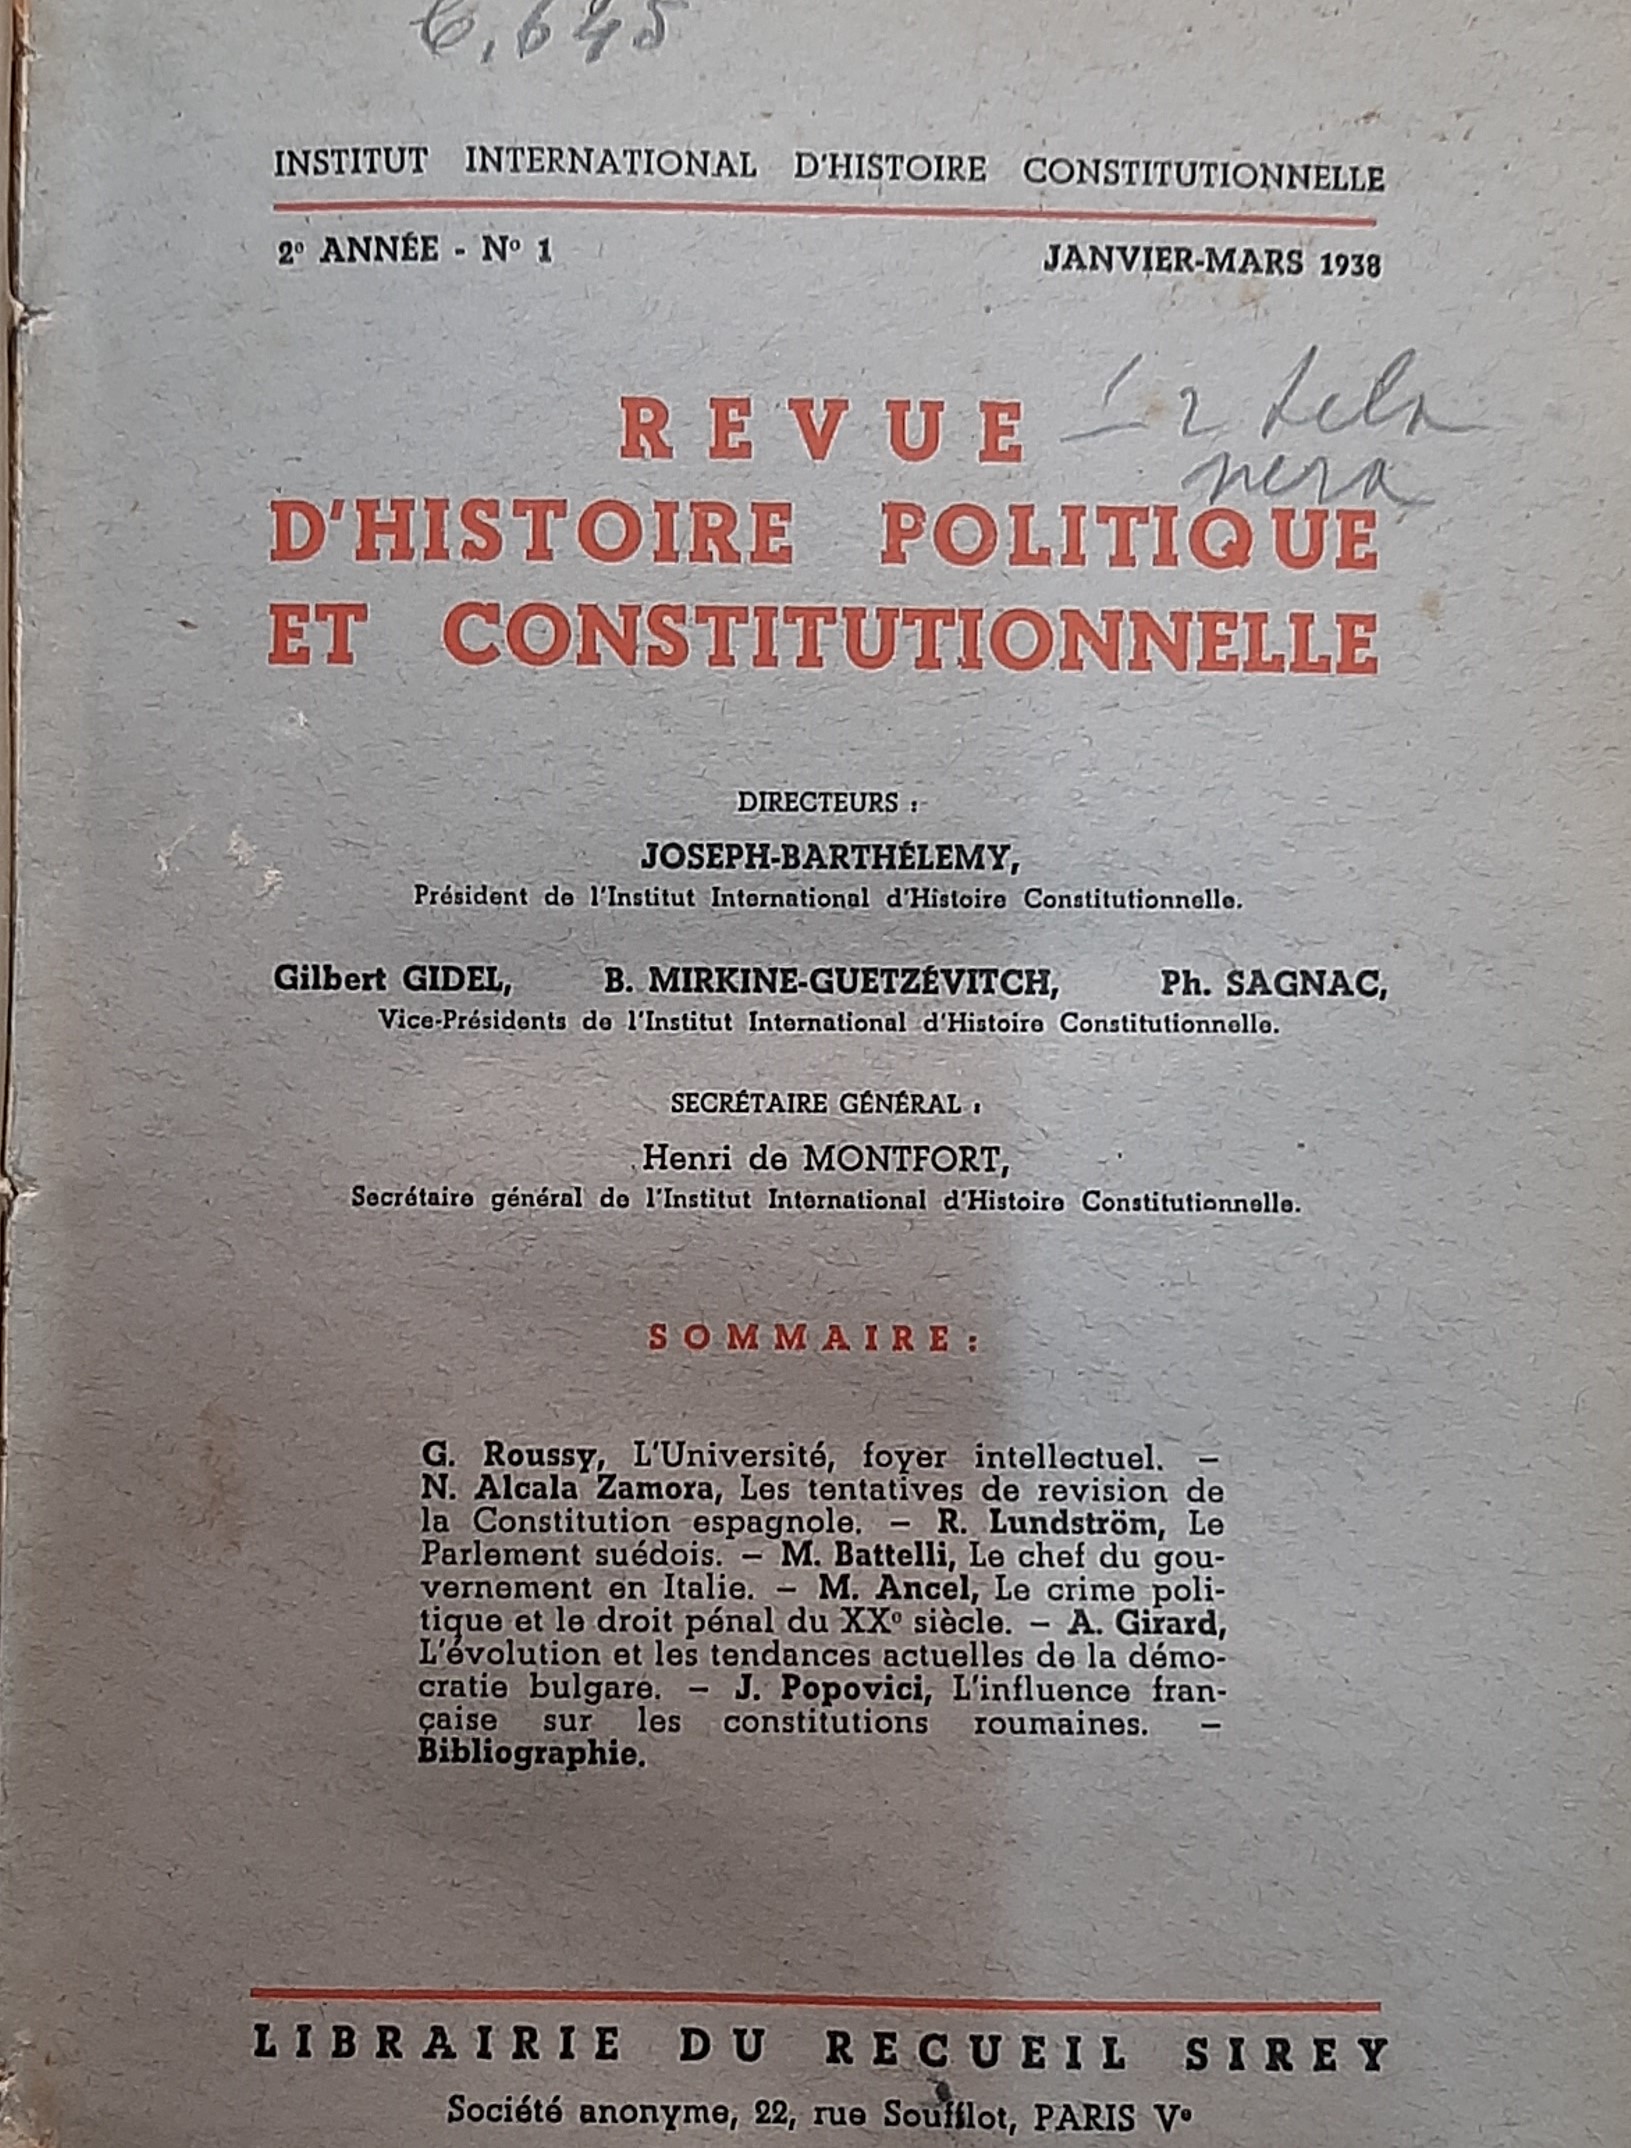 6,645
INSTITUT INTERNATIONAL D'HISTOIRE CONSTITUTIONNELLE
2e ANNÉE - No 1 JANVIER-MARS 1938
REVUE
D'HISTOIRE POLITIQUE
ET CONSTITUTIONNELLE
nera
DIRECTEURS :
JOSEPH-BARTHÉLEMY,
Président de l'Institut International d'Histoire Constitutionnelle.
Gilbert GIDEL, B. MIRKINE-GUETZÉVITCH, Ph. SAGNAC,
Vice-Présidents de l'Institut International d'Histoire Constitutionnelle.
SECRÉTAIRE GÉNÉRAL :
Henri de MONTFORT,
Secrétaire général de l'Institut International d'Histoire Constitutionnelle.
SOMMAIRE :
G. Roussy, L'Université, foyer intellectuel. —
N. Alcala Zamora, Les tentatives de revision de
la Constitution espagnole. — R. Lundström, Le
Parlement suédois. — M. Battelli, Le chef du gou-
vernement en Italie. — M. Ancel, Le crime poli-
tique et le droit pénal du XXe siècle. — A. Girard,
L'évolution et les tendances actuelles de la démo-
cratie bulgare. — J. Popovici, L'influence fran-
çaise sur les constitutions roumaines. —
Bibliographie.
LIBRAIRIE DU RECUEIL SIREY
Société anonyme, 22, rue Soufflot, PARIS Ve